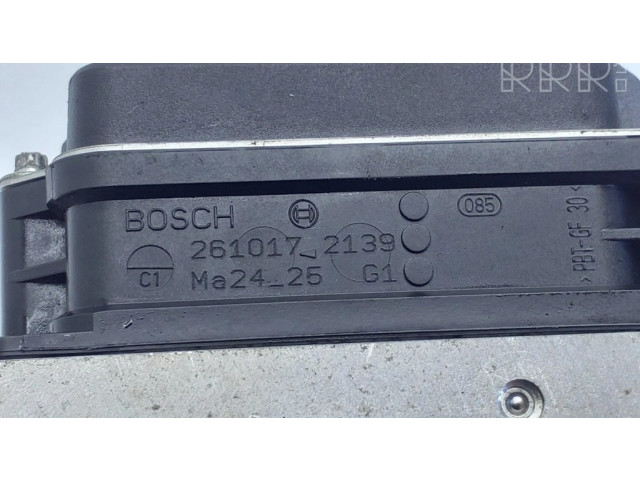 RRR
BOSCH
085
261017_2139
C1
Ma24_25 G1
>PBT-GF 30<